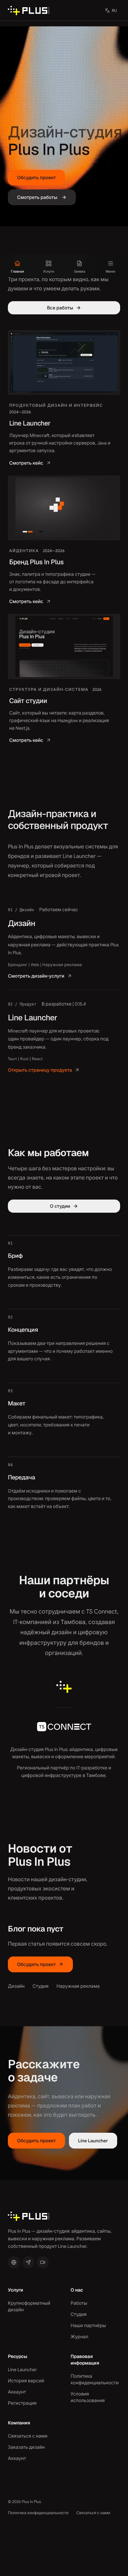 PLUS
RU
Дизайн-студия
Plus In Plus
Обсудить проект
Смотреть работы
Главная
Услуги
Заявка
Меню
Три проекта, по которым видно, как мы
думаем и что умеем делать руками.
Все работы
ПРОДУКТОВЫЙ ДИЗАЙН И ИНТЕРФЕЙС
2024—2026
Line Launcher
Лаунчер Minecraft, который избавляет
игрока от ручной настройки серверов, Java и
аргументов запуска.
Смотреть кейс
АЙДЕНТИКА 2024—2026
Бренд Plus In Plus
Знак, палитра и типографика студии —
от логотипа на фасаде до интерфейса
и документов.
Смотреть кейс
Дизайн-студия
Plus In Plus
СТРУКТУРА И ДИЗАЙН-СИСТЕМА 2026
Сайт студии
Сайт, который вы читаете: карта разделов,
графический язык на Ньюдизн и реализация
на Next.js.
Смотреть кейс
Дизайн-практика и
собственный продукт
Plus In Plus делает визуальные системы для
брендов и развивает Line Launcher —
лаунчер, который собирается под
конкретный игровой проект.
01 / Дизайн Работаем сейчас
Дизайн
Айдентика, цифровые макеты, вывески и
наружная реклама — действующая практика Plus
In Plus.
Брендинг | Web | Наружная реклама
Смотреть дизайн-услуги
02 / Продукт В разработке | 0.15.4
Line Launcher
Minecraft-лаунчер для игровых проектов:
один провайдер — один лаунчер, сборка под
бренд заказчика.
Tauri | Rust | React
Открыть страницу продукта
Как мы работаем
Четыре шага без мастеров-настройки: вы
всегда знаете, на каком этапе проект и что
нужно от вас.
О студии
01
Бриф
Разбираем задачу: где вас увидят, что должно
измениться, какие есть ограничения по
срокам и производству.
02
Концепция
Показываем два-три направления решения с
аргументами — что и почему работает именно
для вашего случая.
03
Макет
Собираем финальный макет: типографика,
цвет, носители, требования к печати
и монтажу.
04
Передача
Отдаём исходники и помогаем с
производством: проверяем файлы, цвета и то,
как макет встаёт на объект.
Наши партнёры
и соседи
Мы тесно сотрудничаем с TS Connect,
IT-компанией из Тамбова, создавая
надёжный дизайн и цифровую
инфраструктуру для брендов и
организаций.
TS CONNECT
Дизайн-студия Plus In Plus: айдентика, цифровые
макеты, вывески и оформление мероприятий.
Региональный партнёр по IT-разработке и
цифровой инфраструктуре в Тамбове.
Новости от
Plus In Plus
Новости нашей дизайн-студии,
продуктовых экосистем и
клиентских проектов.
Блог пока пуст
Первая статья появится совсем скоро.
Обсудить проект
Дизайн Студия Наружная реклама
Расскажите
о задаче
Айдентика, сайт, вывеска или наружная
реклама — предложим план работ и
покажем, как это будет выглядеть.
Обсудить проект
Line Launcher
PLUS
Plus In Plus — дизайн-студия: айдентика, сайты,
вывески и наружная реклама. Развиваем
собственный продукт Line Launcher.
Услуги
Крупноформатный
дизайн
О нас
Работы
Студия
Наши партнёры
Журнал
Ресурсы
Line Launcher
История версий
Аккаунт
Регистрация
Правовая
информация
Политика
конфиденциальности
Условия
использования
Компания
Связаться с нами
Заказать дизайн
Аккаунт
© 2026 Plus In Plus
Политика конфиденциальности Связаться с нами